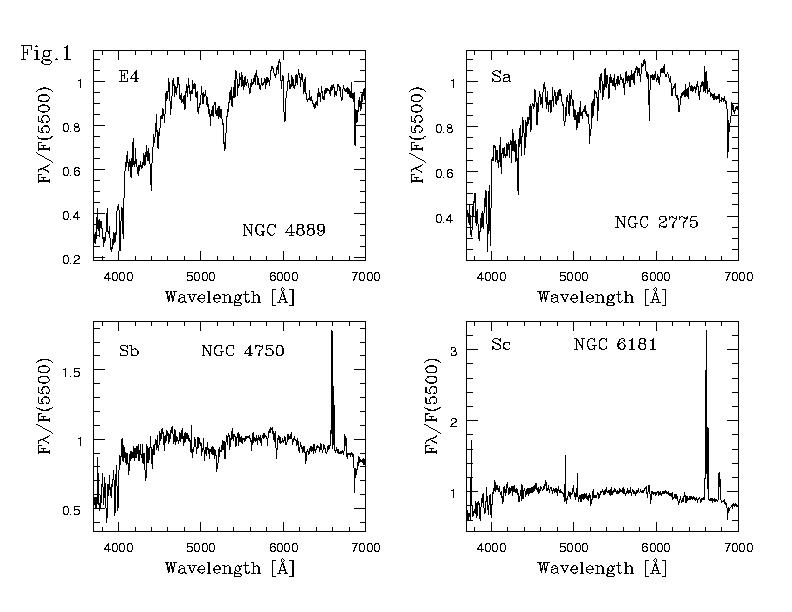 Fig.1
E4
NGC 4889
Fλ/F(5500)
1
0.8
0.6
0.4
0.2
4000 5000 6000 7000
Wavelength [Å]
Sa
NGC 2775
Fλ/F(5500)
1
0.8
0.6
0.4
4000 5000 6000 7000
Wavelength [Å]
Sb NGC 4750
Fλ/F(5500)
1.5
1
0.5
4000 5000 6000 7000
Wavelength [Å]
Sc NGC 6181
Fλ/F(5500)
3
2
1
4000 5000 6000 7000
Wavelength [Å]